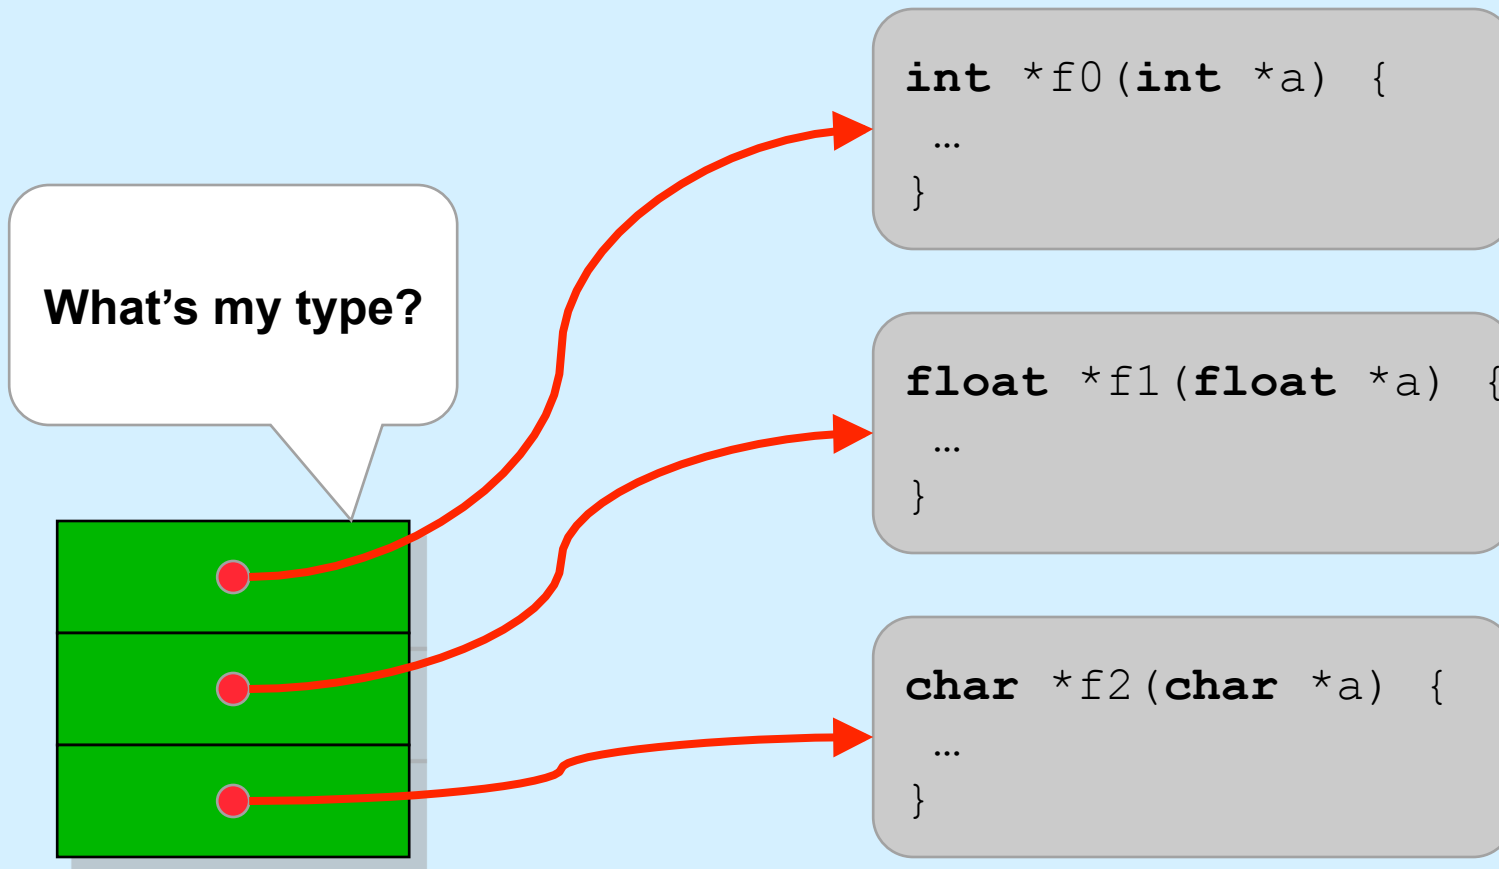 What’s my type?
int *f0(int *a) {
…
}
float *f1(float *a) {
…
}
char *f2(char *a) {
…
}